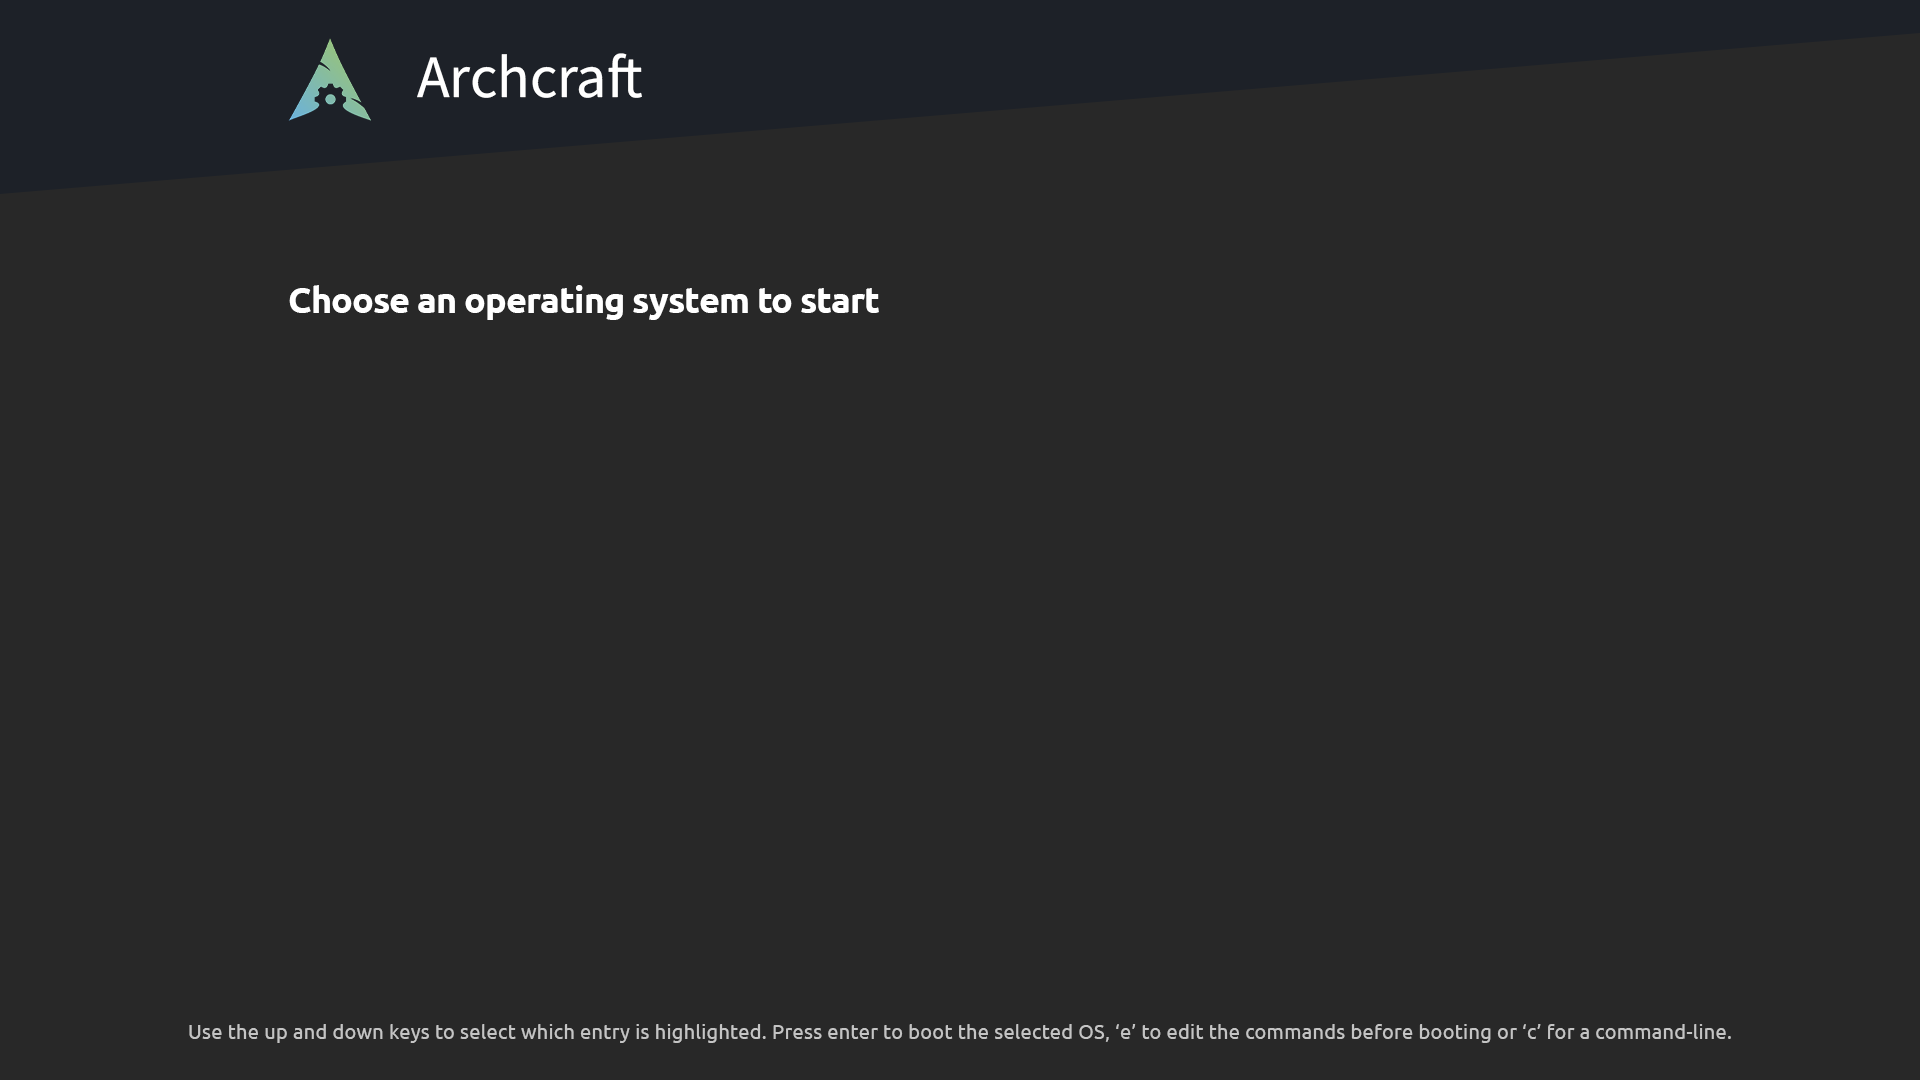 Archcraft
Choose an operating system to start
Use the up and down keys to select which entry is highlighted. Press enter to boot the selected OS, ‘e’ to edit the commands before booting or ‘c’ for a command-line.